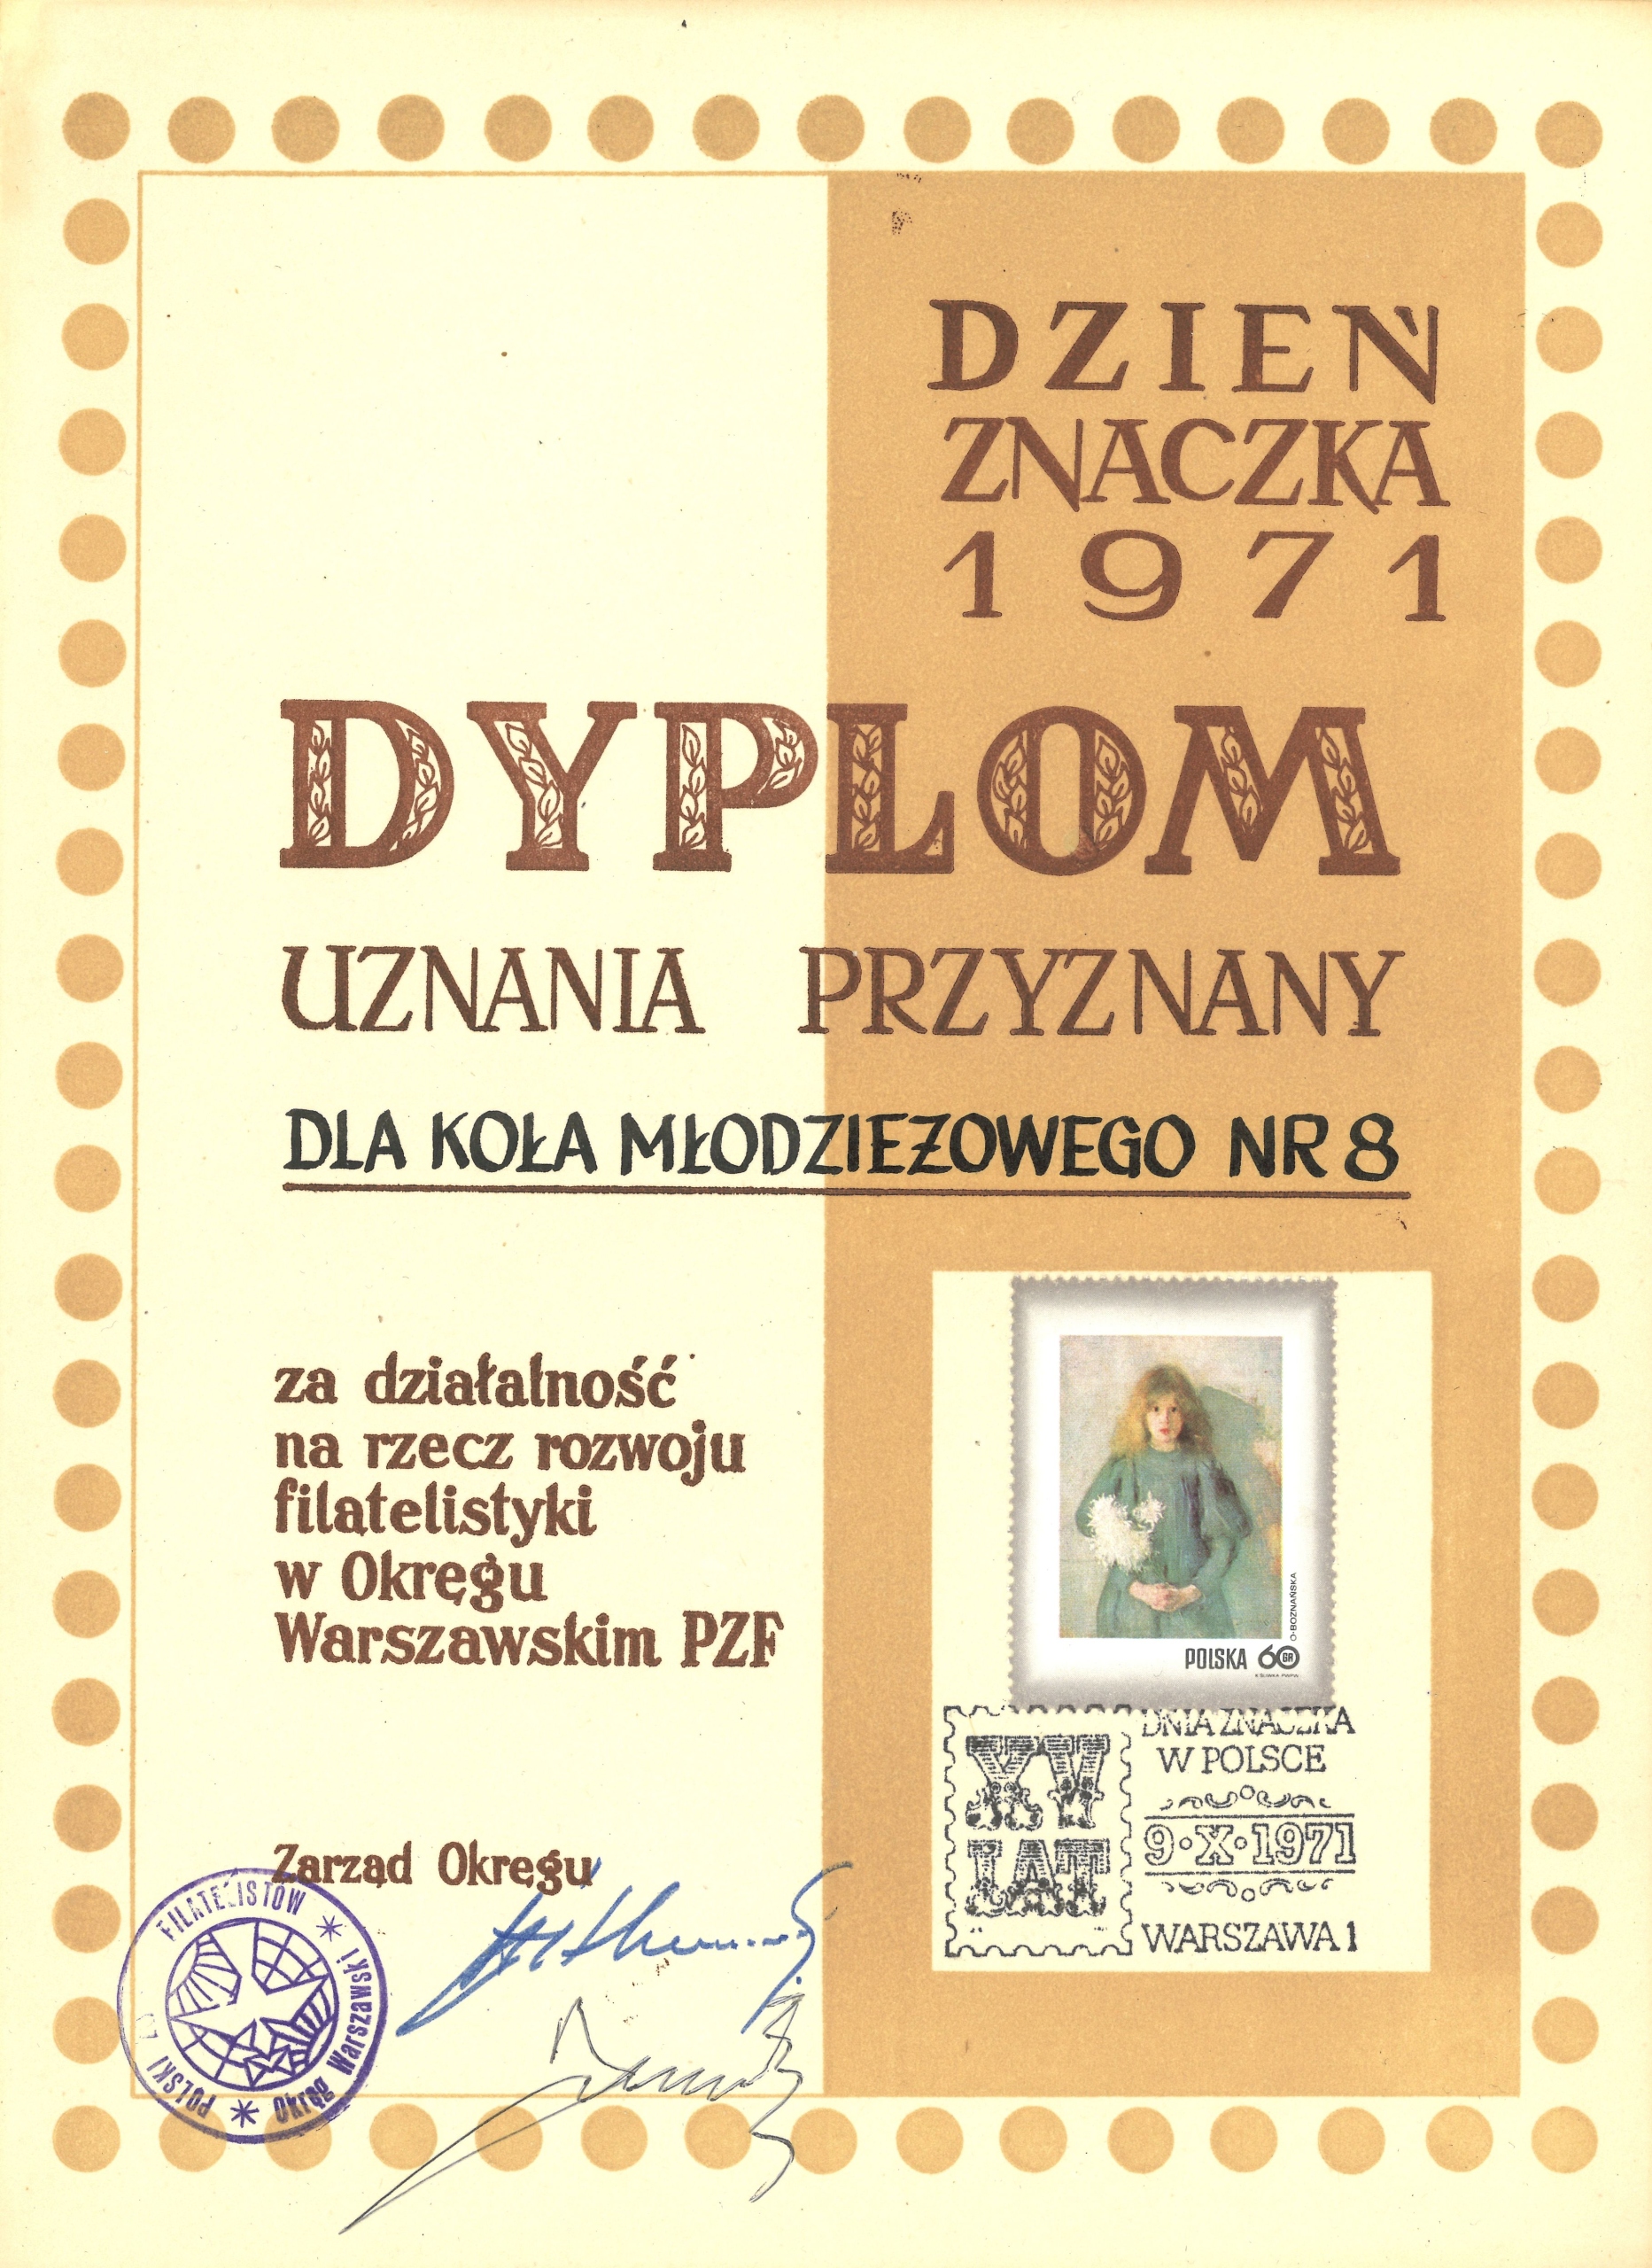 DZIEŃ
ZNACZKA
1971
DYPLOM
UZNANIA PRZYZNANY
DLA KOŁA MŁODZIEŻOWEGO NR 8
za działalność
na rzecz rozwoju
filatelistyki
w Okręgu
Warszawskim PZF
O·BOZNAŃSKA
POLSKA 60 GR
XV
LAT
DNIA ZNACZKA
W POLSCE
9·X·1971
WARSZAWA 1
Zarząd Okręgu
POLSKI FILATELISTÓW
Okręg Warszawski